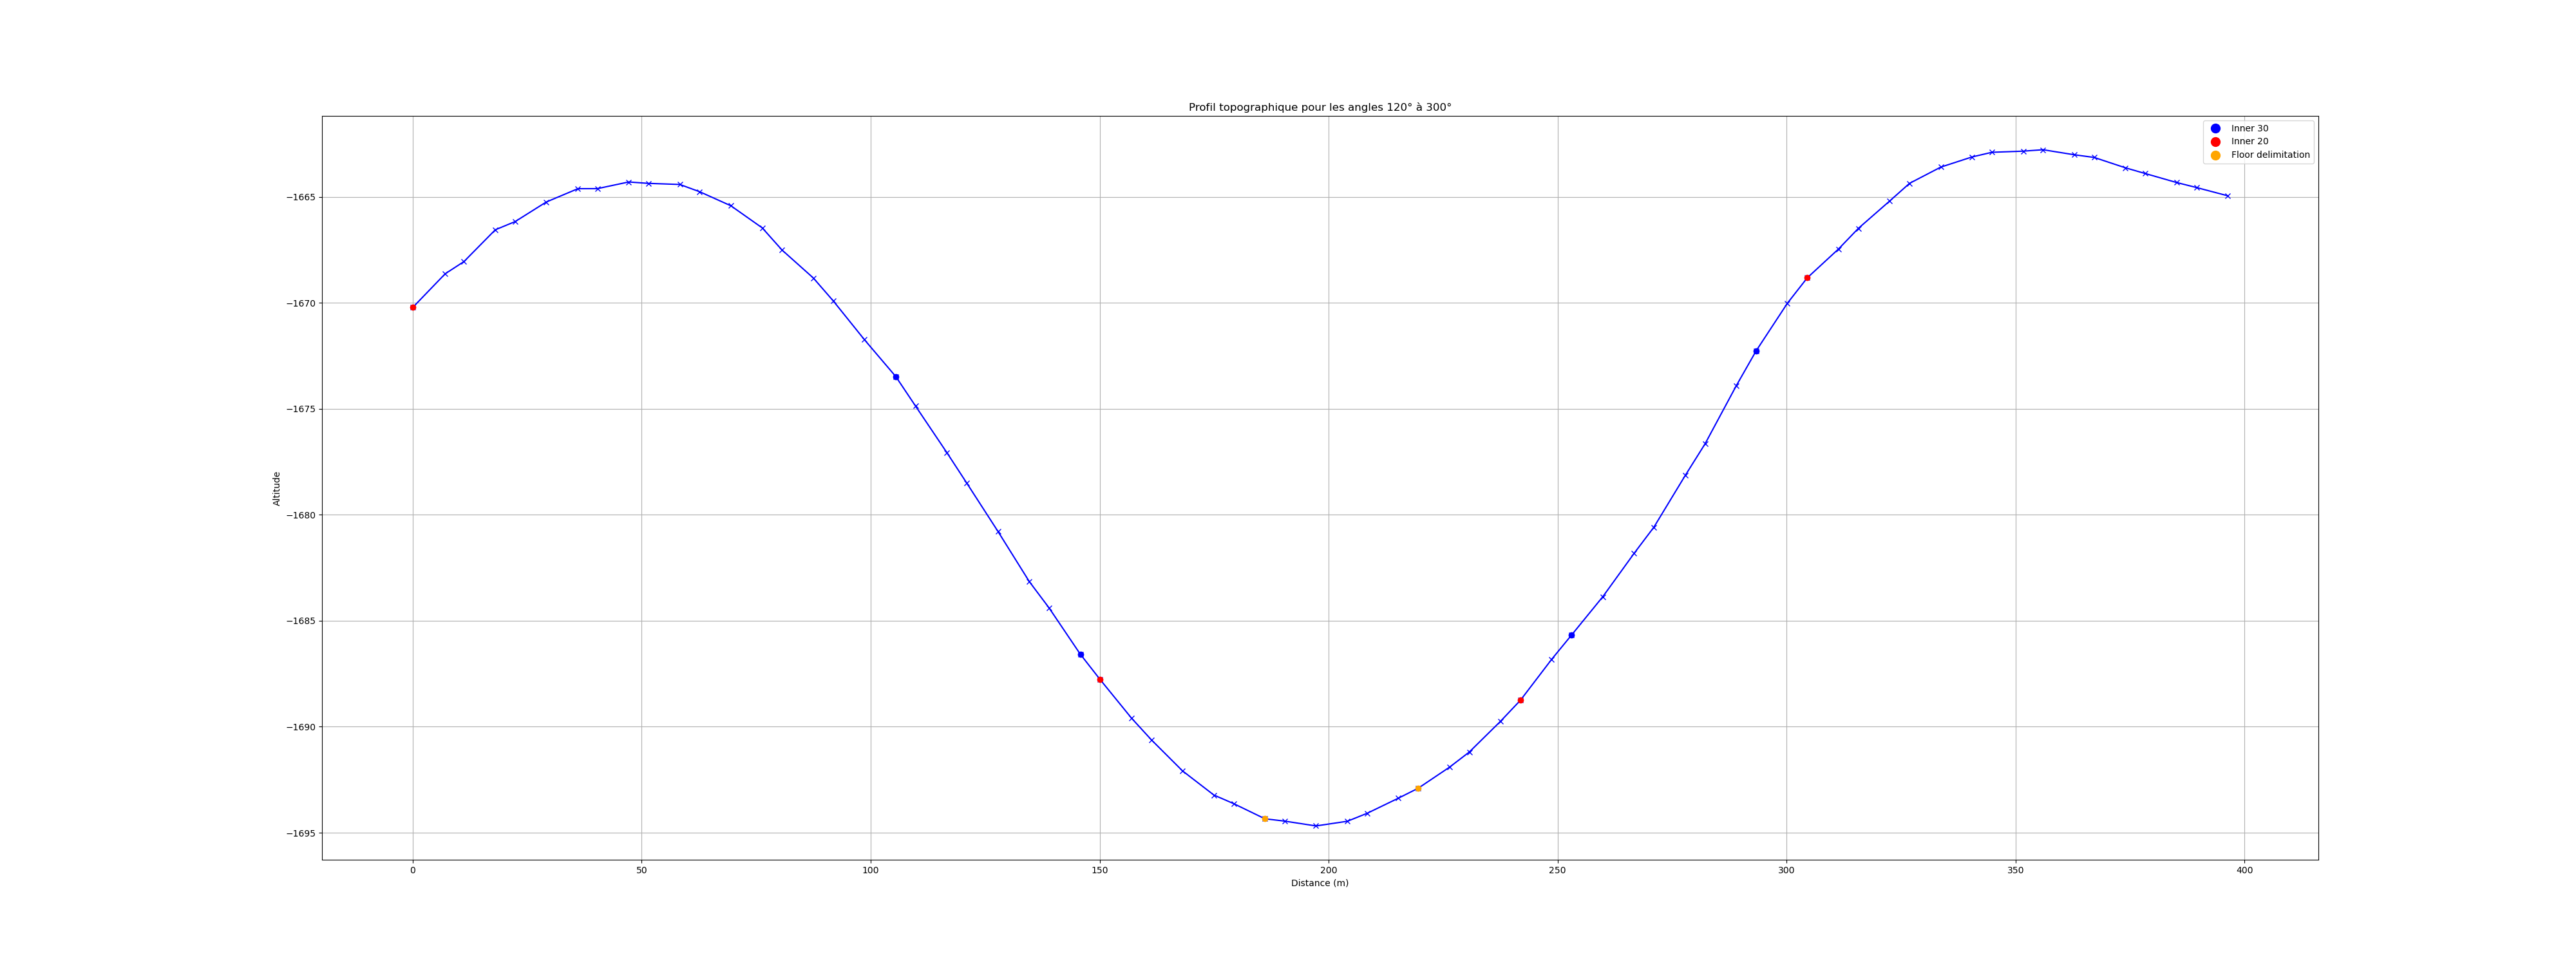 Profil topographique pour les angles 120° à 300°
Inner 30
Inner 20
Floor delimitation
Altitude
−1665
−1670
−1675
−1680
−1685
−1690
−1695
0 50 100 150 200 250 300 350 400
Distance (m)